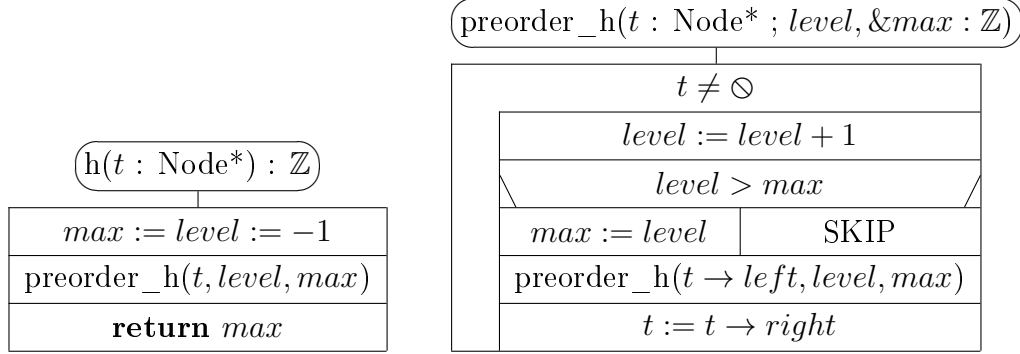 h(t : Node*) : ℤ
max := level := −1
preorder_h(t, level, max)
return max
preorder_h(t : Node* ; level, &max : ℤ)
t ≠ ⦸
level := level + 1
level > max
max := level
SKIP
preorder_h(t → left, level, max)
t := t → right